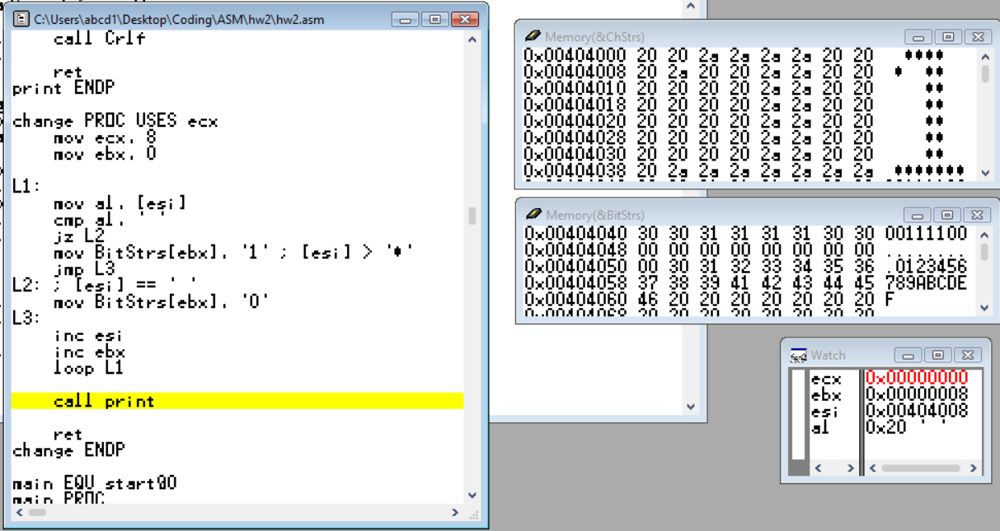 C:\Users\abcd1\Desktop\Coding\ASM\hw2\hw2.asm
call Crlf
ret
print ENDP
change PROC USES ecx
mov ecx, 8
mov ebx, 0
L1:
mov al, [esi]
cmp al, ' '
jz L2
mov BitStrs[ebx], '1' ; [esi] > '*'
jmp L3
L2: ; [esi] == ' '
mov BitStrs[ebx], '0'
L3:
inc esi
inc ebx
loop L1
call print
ret
change ENDP
main EQU start@0
main PROC
Memory(&ChStrs)
0x00404000 20 20 2a 2a 2a 2a 20 20   ****
0x00404008 20 2a 20 20 2a 2a 20 20  *  **
0x00404010 20 20 20 20 2a 2a 20 20     **
0x00404018 20 20 20 20 2a 2a 20 20     **
0x00404020 20 20 20 20 2a 2a 20 20     **
0x00404028 20 20 20 20 2a 2a 20 20     **
0x00404030 20 20 20 20 2a 2a 20 20     **
0x00404038 20 2a 2a 2a 2a 2a 2a 2a  *******
Memory(&BitStrs)
0x00404040 30 30 31 31 31 31 30 30 00111100
0x00404048 00 00 00 00 00 00 00 00 ........
0x00404050 00 30 31 32 33 34 35 36 .0123456
0x00404058 37 38 39 41 42 43 44 45 789ABCDE
0x00404060 46 20 20 20 20 20 20 20 F
0x00404068 20 20 20 20 20 20 20 20
Watch
ecx 0x00000000
ebx 0x00000008
esi 0x00404008
al 0x20 ' '